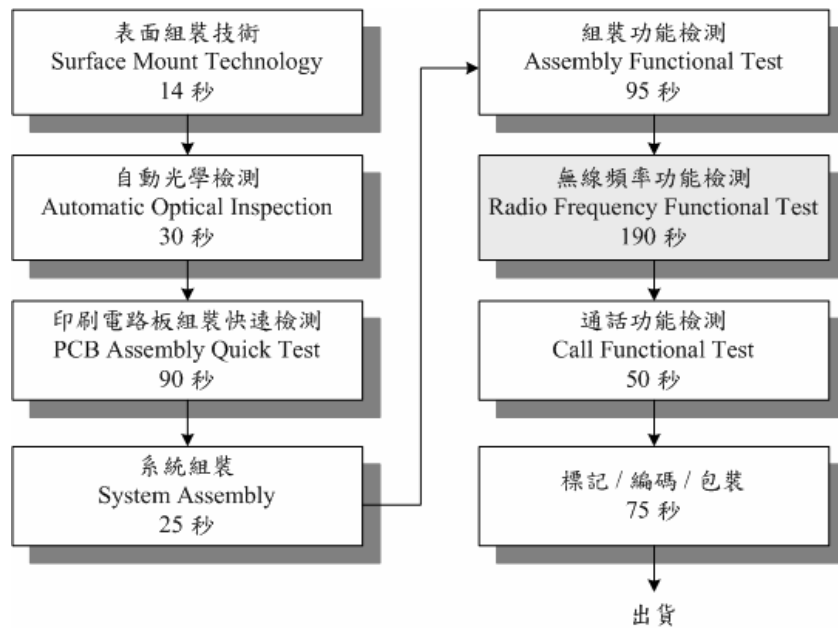 表面組裝技術
Surface Mount Technology
14 秒
自動光學檢測
Automatic Optical Inspection
30 秒
印刷電路板組裝快速檢測
PCB Assembly Quick Test
90 秒
系統組裝
System Assembly
25 秒
組裝功能檢測
Assembly Functional Test
95 秒
無線頻率功能檢測
Radio Frequency Functional Test
190 秒
通話功能檢測
Call Functional Test
50 秒
標記 / 編碼 / 包裝
75 秒
出貨